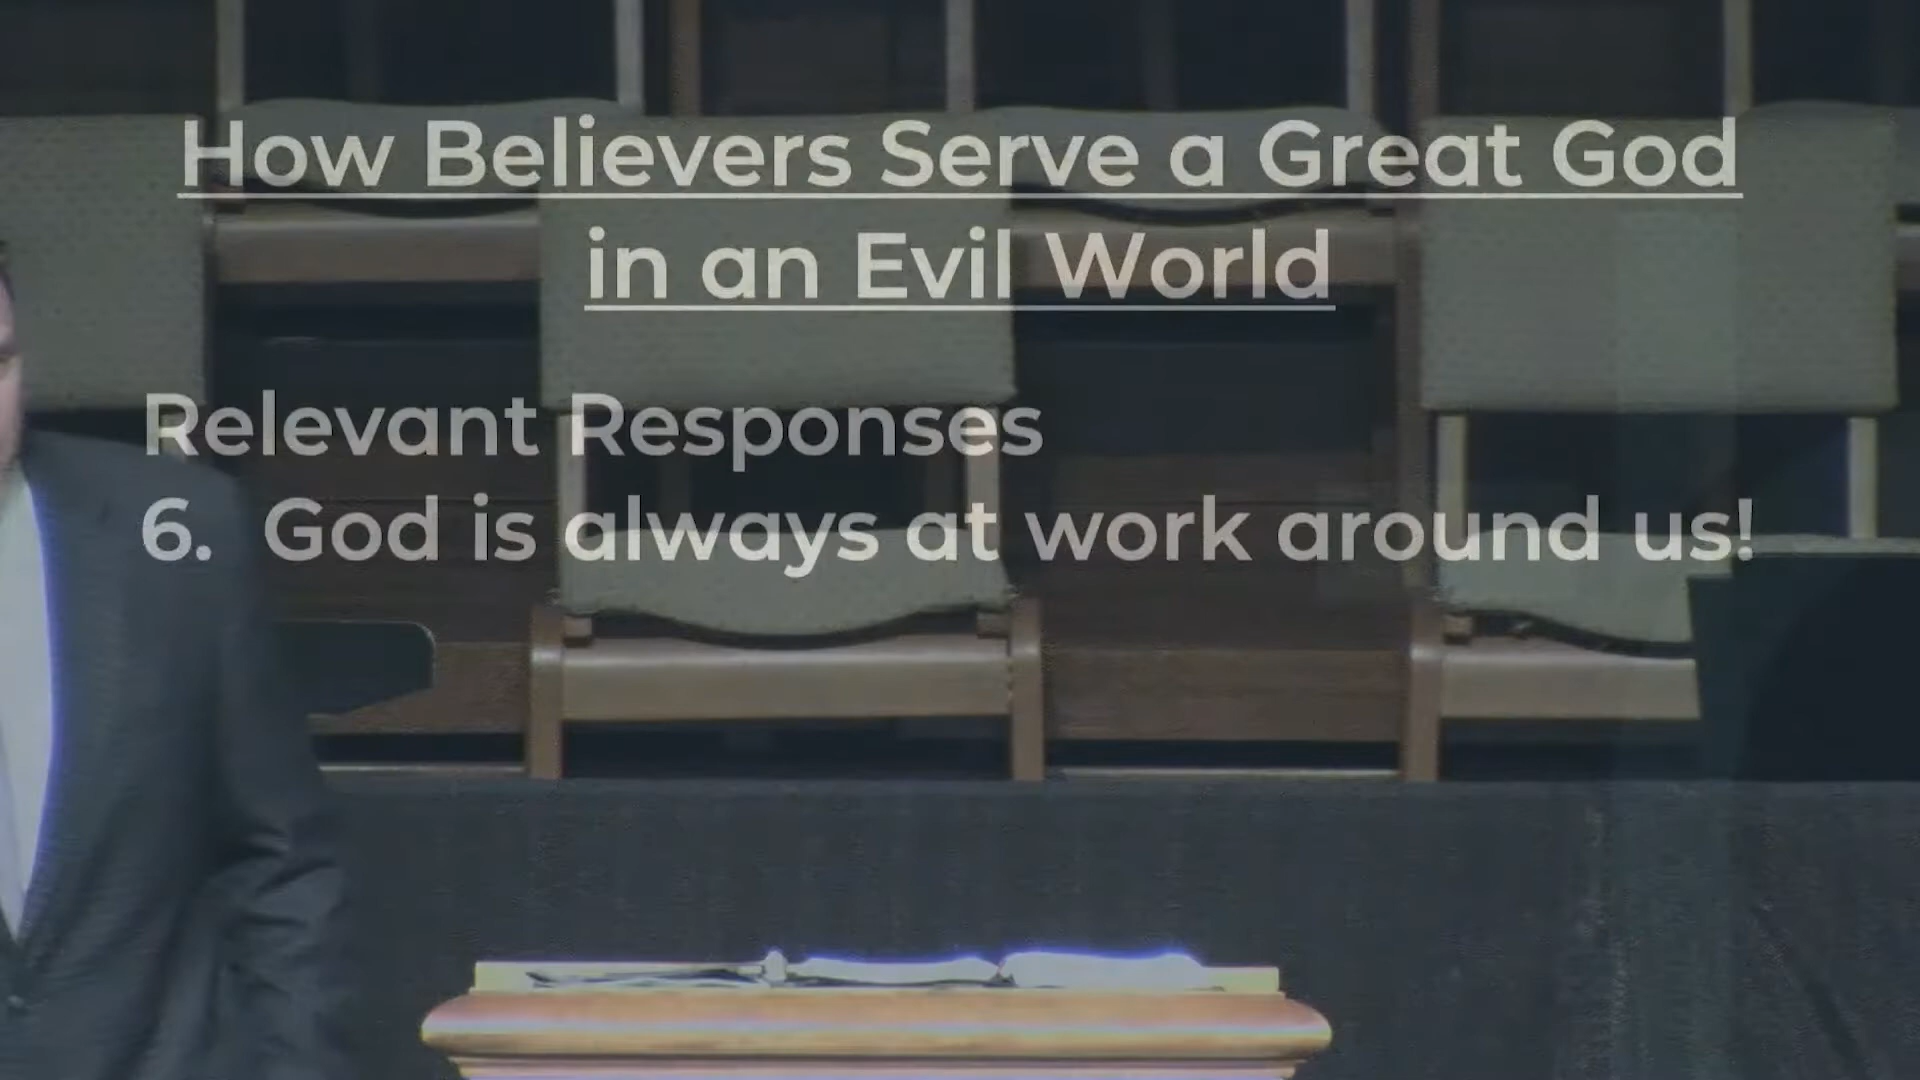 How Believers Serve a Great God
in an Evil World
Relevant Responses
6. God is always at work around us!